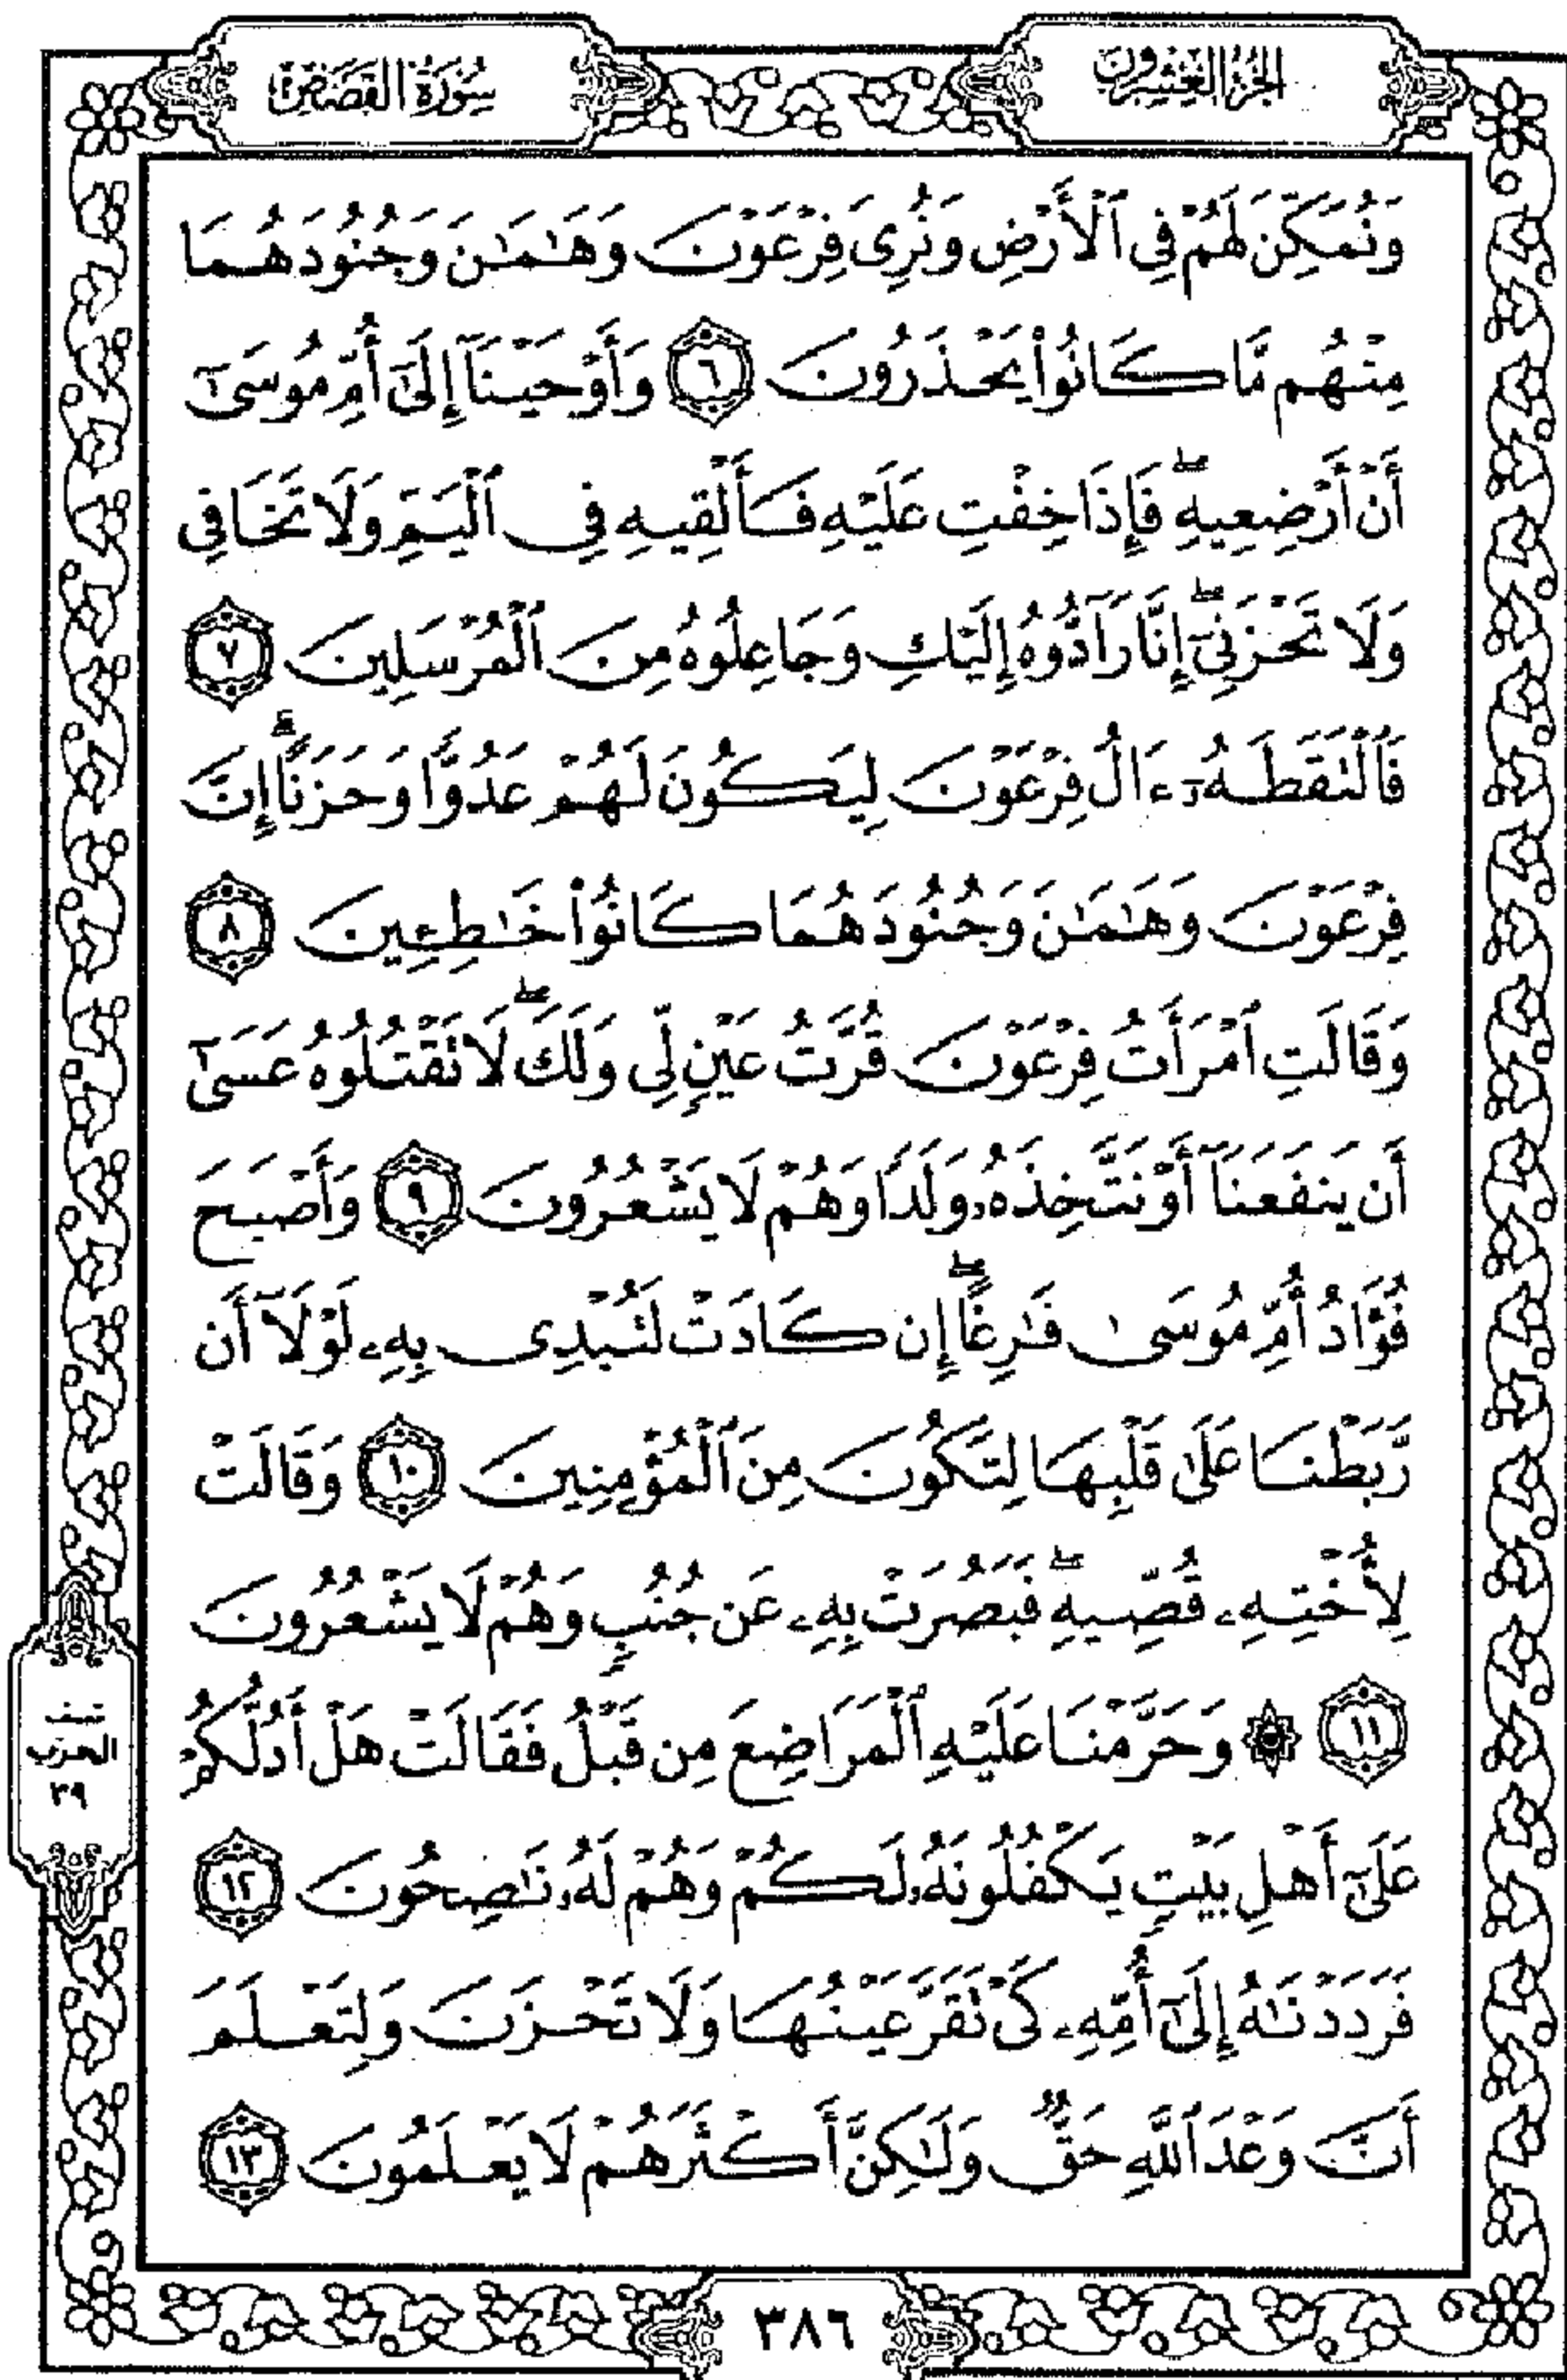 الجزء العشرون
سورة القصص
وَنُمَكِّنَ لَهُمْ فِي ٱلْأَرْضِ وَنُرِىَ فِرْعَوْنَ وَهَٰمَٰنَ وَجُنُودَهُمَا
مِنْهُم مَّا كَانُوا۟ يَحْذَرُونَ ٦ وَأَوْحَيْنَآ إِلَىٰٓ أُمِّ مُوسَىٰٓ
أَنْ أَرْضِعِيهِ ۖ فَإِذَا خِفْتِ عَلَيْهِ فَأَلْقِيهِ فِى ٱلْيَمِّ وَلَا تَخَافِى
وَلَا تَحْزَنِىٓ ۖ إِنَّا رَآدُّوهُ إِلَيْكِ وَجَاعِلُوهُ مِنَ ٱلْمُرْسَلِينَ ٧
فَٱلْتَقَطَهُۥٓ ءَالُ فِرْعَوْنَ لِيَكُونَ لَهُمْ عَدُوًّا وَحَزَنًا ۗ إِنَّ
فِرْعَوْنَ وَهَٰمَٰنَ وَجُنُودَهُمَا كَانُوا۟ خَٰطِـِٔينَ ٨
وَقَالَتِ ٱمْرَأَتُ فِرْعَوْنَ قُرَّتُ عَيْنٍ لِّى وَلَكَ ۖ لَا تَقْتُلُوهُ عَسَىٰٓ
أَن يَنفَعَنَآ أَوْ نَتَّخِذَهُۥ وَلَدًا وَهُمْ لَا يَشْعُرُونَ ٩ وَأَصْبَحَ
فُؤَادُ أُمِّ مُوسَىٰ فَٰرِغًا ۖ إِن كَادَتْ لَتُبْدِى بِهِۦ لَوْلَآ أَن
رَّبَطْنَا عَلَىٰ قَلْبِهَا لِتَكُونَ مِنَ ٱلْمُؤْمِنِينَ ١٠ وَقَالَتْ
لِأُخْتِهِۦ قُصِّيهِ ۖ فَبَصُرَتْ بِهِۦ عَن جُنُبٍ وَهُمْ لَا يَشْعُرُونَ
١١ ۞ وَحَرَّمْنَا عَلَيْهِ ٱلْمَرَاضِعَ مِن قَبْلُ فَقَالَتْ هَلْ أَدُلُّكُمْ
عَلَىٰٓ أَهْلِ بَيْتٍ يَكْفُلُونَهُۥ لَكُمْ وَهُمْ لَهُۥ نَٰصِحُونَ ١٢
فَرَدَدْنَٰهُ إِلَىٰٓ أُمِّهِۦ كَىْ تَقَرَّ عَيْنُهَا وَلَا تَحْزَنَ وَلِتَعْلَمَ
أَنَّ وَعْدَ ٱللَّهِ حَقٌّ وَلَٰكِنَّ أَكْثَرَهُمْ لَا يَعْلَمُونَ ١٣
نصف
الحزب
٣٩
٣٨٦